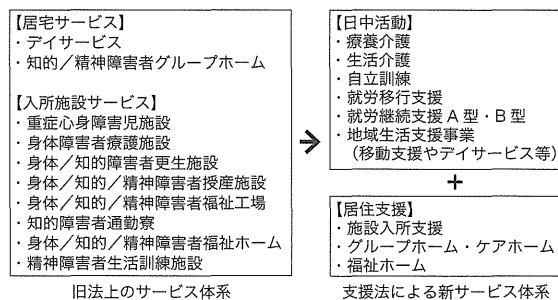 【居宅サービス】
・デイサービス
・知的／精神障害者グループホーム
【入所施設サービス】
・重症心身障害児施設
・身体障害者療護施設
・身体／知的障害者更生施設
・身体／知的／精神障害者授産施設
・身体／知的／精神障害者福祉工場
・知的障害者通勤寮
・身体／知的／精神障害者福祉ホーム
・精神障害者生活訓練施設
旧法上のサービス体系
→
【日中活動】
・療養介護
・生活介護
・自立訓練
・就労移行支援
・就労継続支援A型・B型
・地域生活支援事業
（移動支援やデイサービス等）
+
【居住支援】
・施設入所支援
・グループホーム・ケアホーム
・福祉ホーム
支援法による新サービス体系